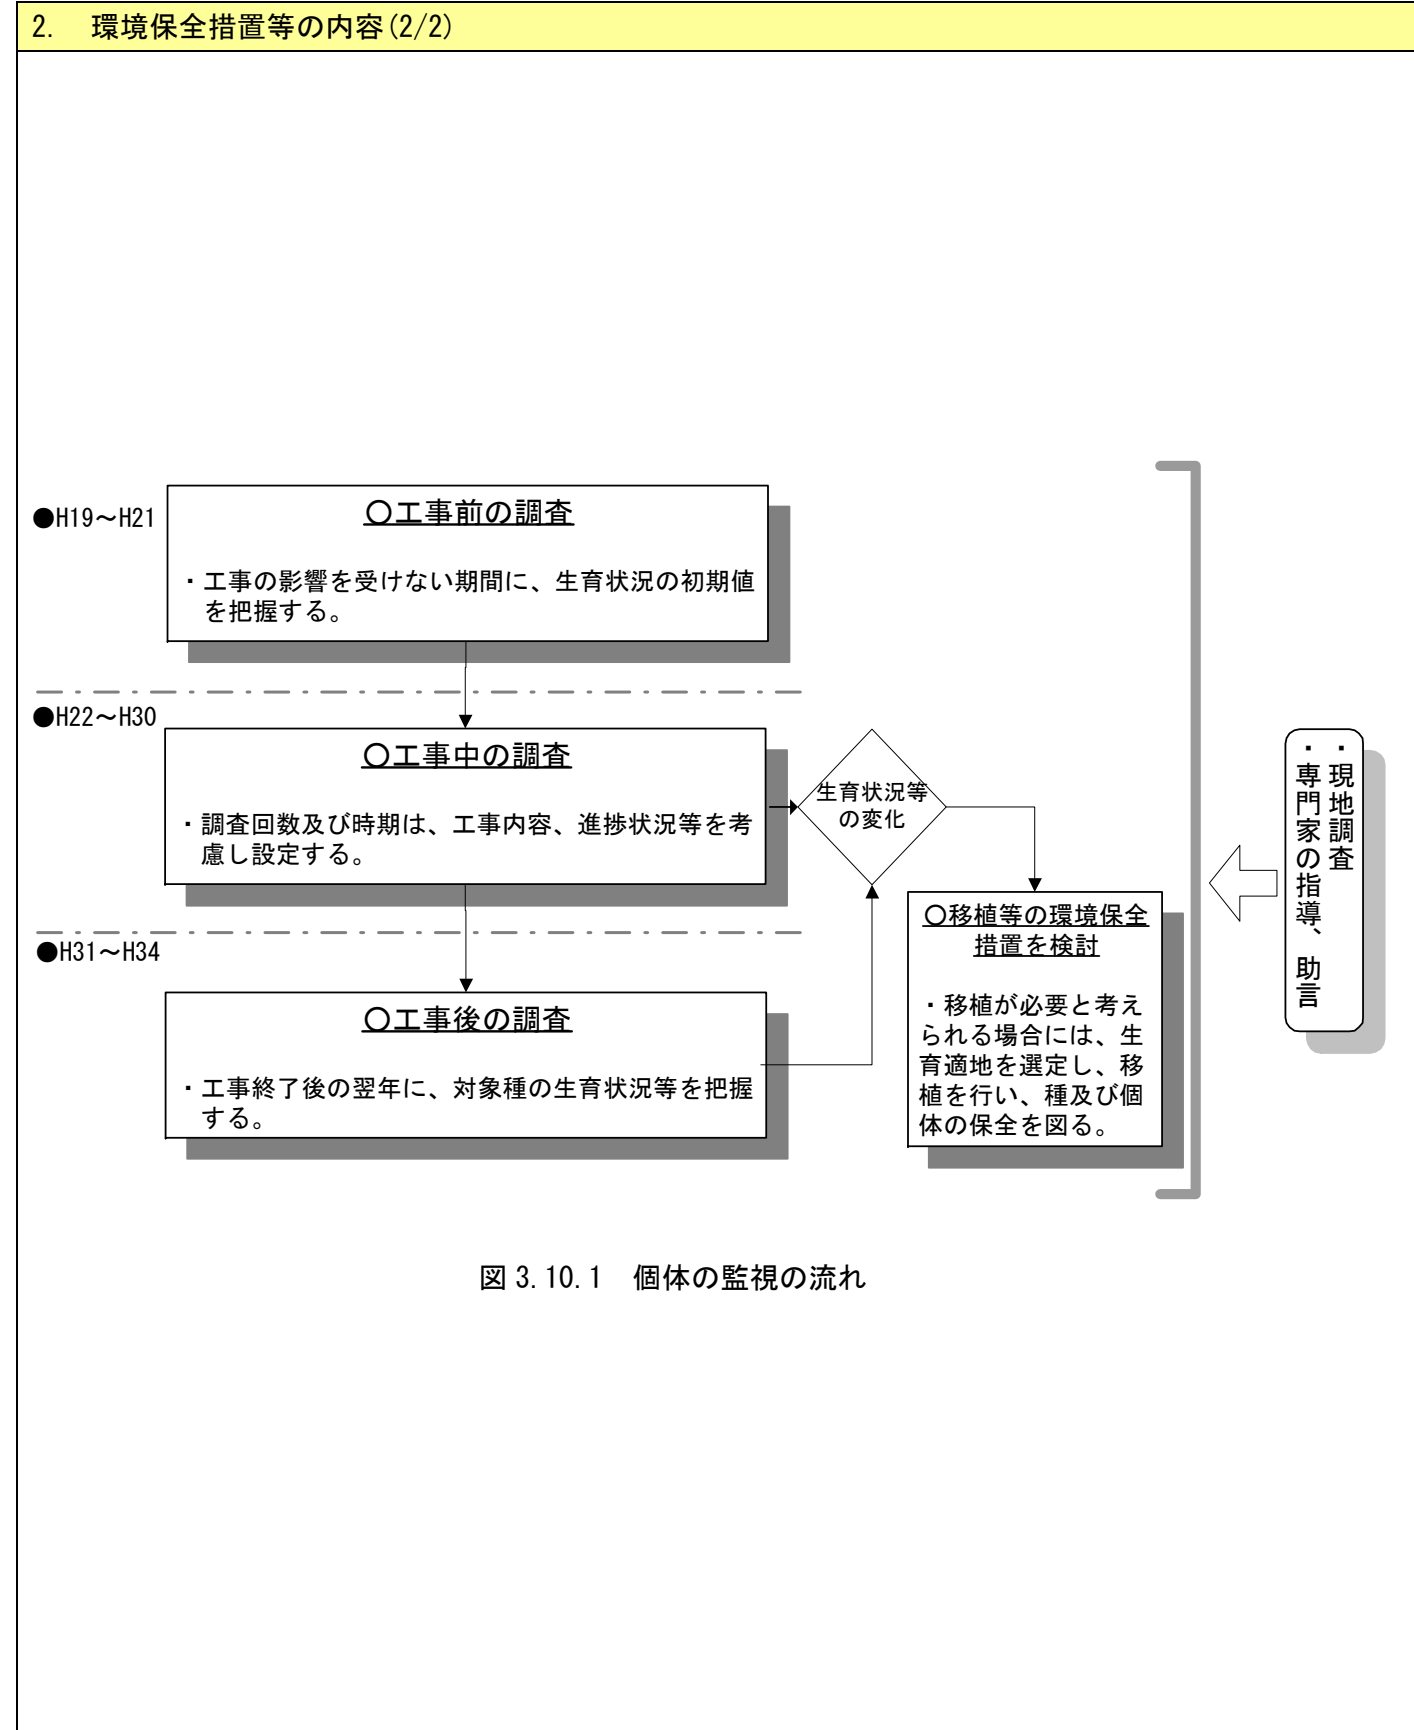 2. 環境保全措置等の内容(2/2)
●H19～H21
○工事前の調査
・工事の影響を受けない期間に、生育状況の初期値
を把握する。
●H22～H30
○工事中の調査
・調査回数及び時期は、工事内容、進捗状況等を考
慮し設定する。
生育状況等
の変化
●H31～H34
○工事後の調査
・工事終了後の翌年に、対象種の生育状況等を把握
する。
○移植等の環境保全
措置を検討
・移植が必要と考え
られる場合には、生
育適地を選定し、移
植を行い、種及び個
体の保全を図る。
・現地調査
・専門家の指導、助言
図 3.10.1 個体の監視の流れ